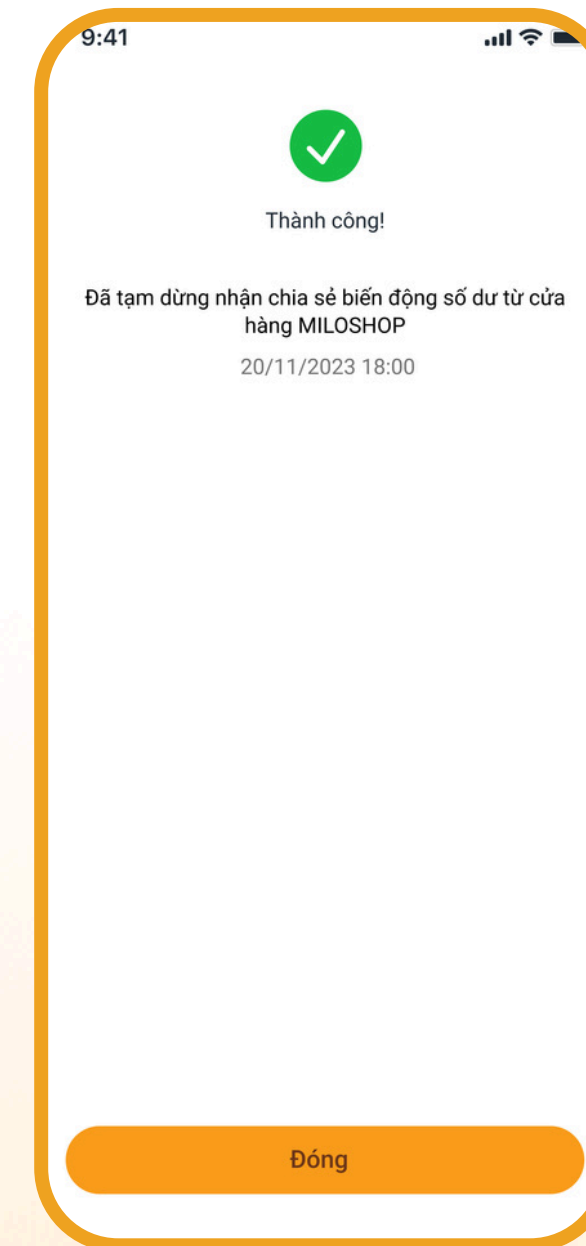 9:41
Thành công!
Đã tạm dừng nhận chia sẻ biến động số dư từ cửa
hàng MILOSHOP
20/11/2023 18:00
Đóng